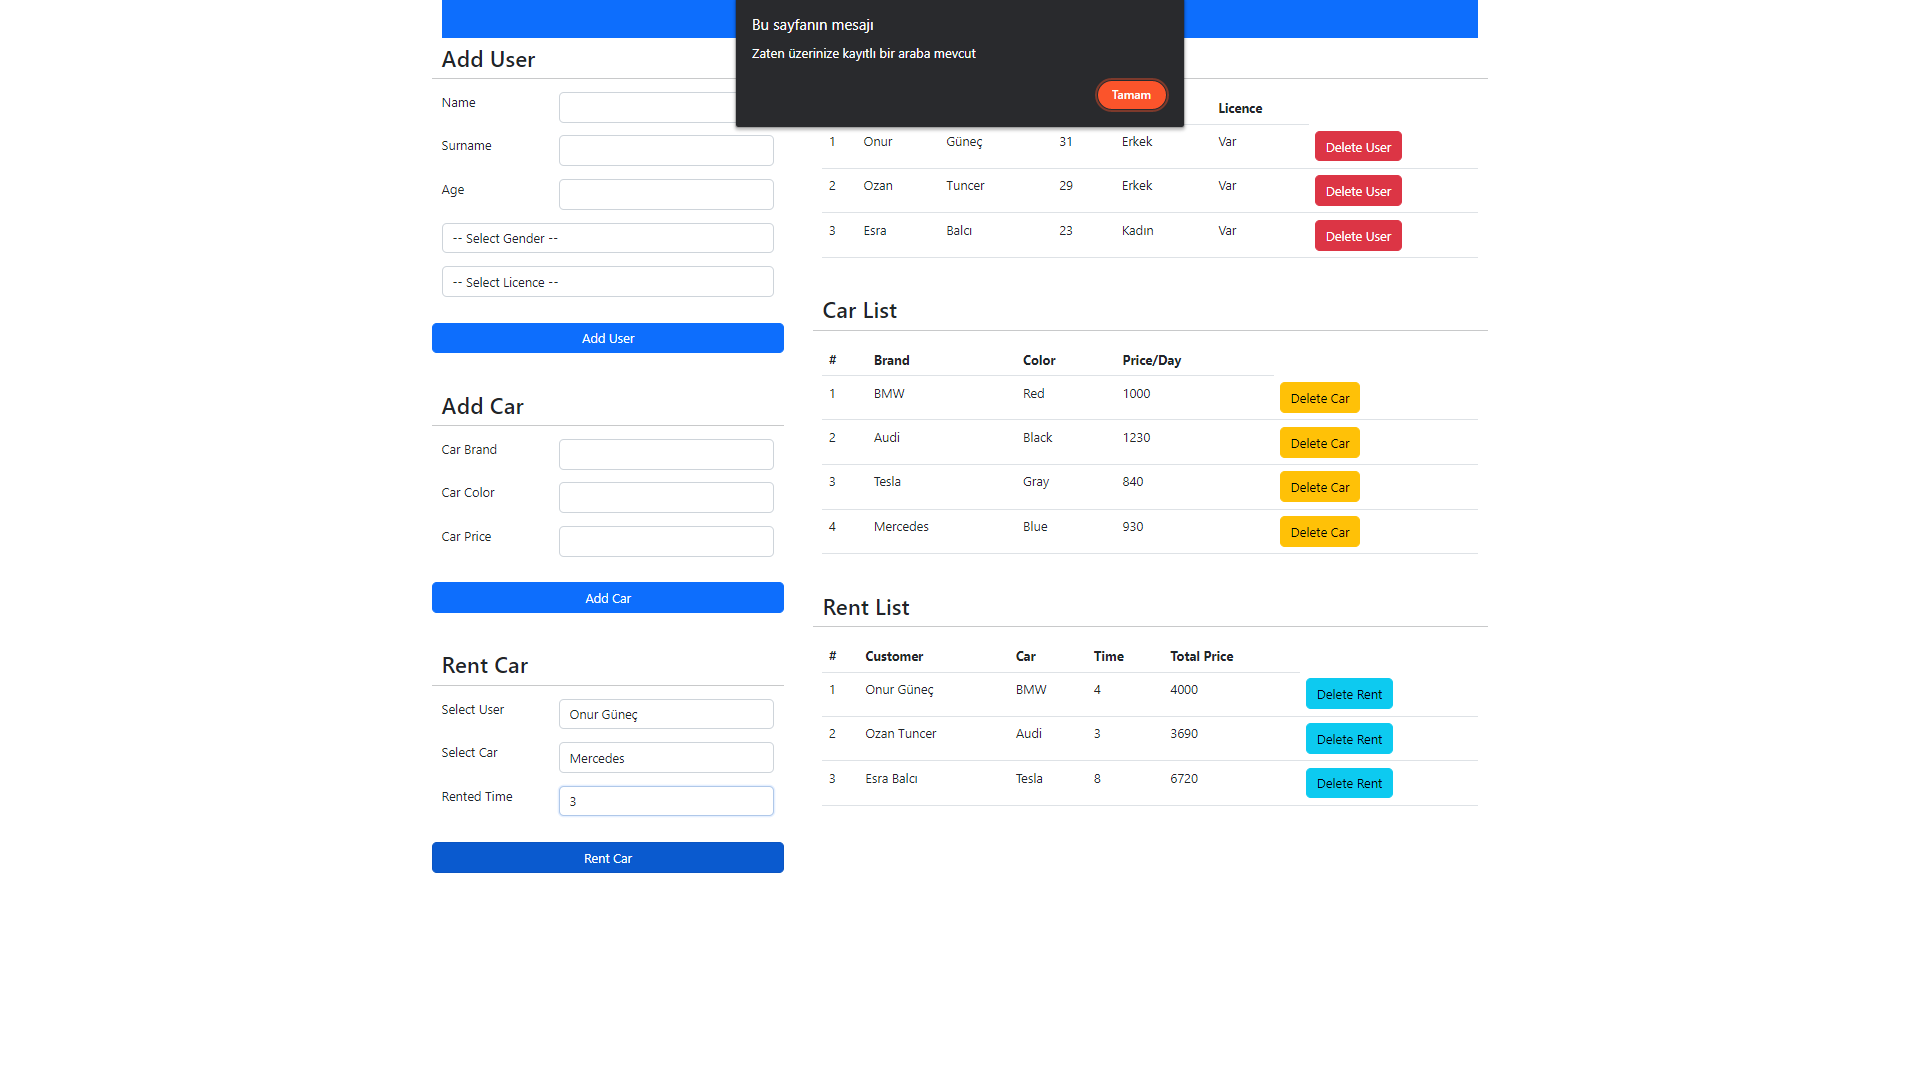 Bu sayfanın mesajı
Zaten üzerinize kayıtlı bir araba mevcut
Tamam
Add User
Name
Surname
Age
-- Select Gender --
-- Select Licence --
Add User
Add Car
Car Brand
Car Color
Car Price
Add Car
Rent Car
Select User Onur Güneç
Select Car Mercedes
Rented Time 3
Rent Car
Licence
1 Onur Güneç 31 Erkek Var Delete User
2 Ozan Tuncer 29 Erkek Var Delete User
3 Esra Balcı 23 Kadın Var Delete User
Car List
# Brand Color Price/Day
1 BMW Red 1000 Delete Car
2 Audi Black 1230 Delete Car
3 Tesla Gray 840 Delete Car
4 Mercedes Blue 930 Delete Car
Rent List
# Customer Car Time Total Price
1 Onur Güneç BMW 4 4000 Delete Rent
2 Ozan Tuncer Audi 3 3690 Delete Rent
3 Esra Balcı Tesla 8 6720 Delete Rent